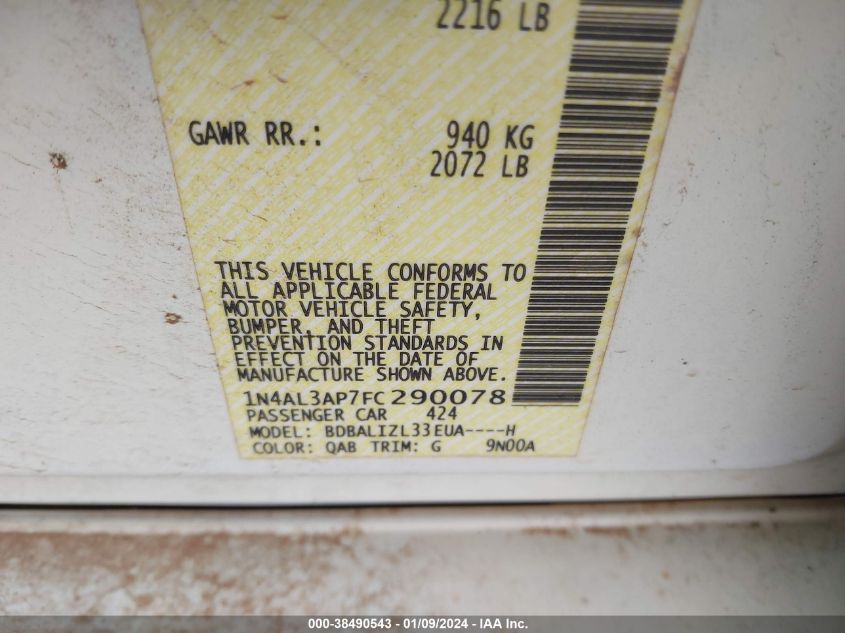 2216 LB
GAWR RR.: 940 KG
2072 LB
THIS VEHICLE CONFORMS TO
ALL APPLICABLE FEDERAL
MOTOR VEHICLE SAFETY,
BUMPER, AND THEFT
PREVENTION STANDARDS IN
EFFECT ON THE DATE OF
MANUFACTURE SHOWN ABOVE.
1N4AL3AP7FC290078
PASSENGER CAR 424
MODEL: BDBALIZL33EUA----H
COLOR: QAB TRIM: G 9N00A
000-38490543 - 01/09/2024 - IAA Inc.